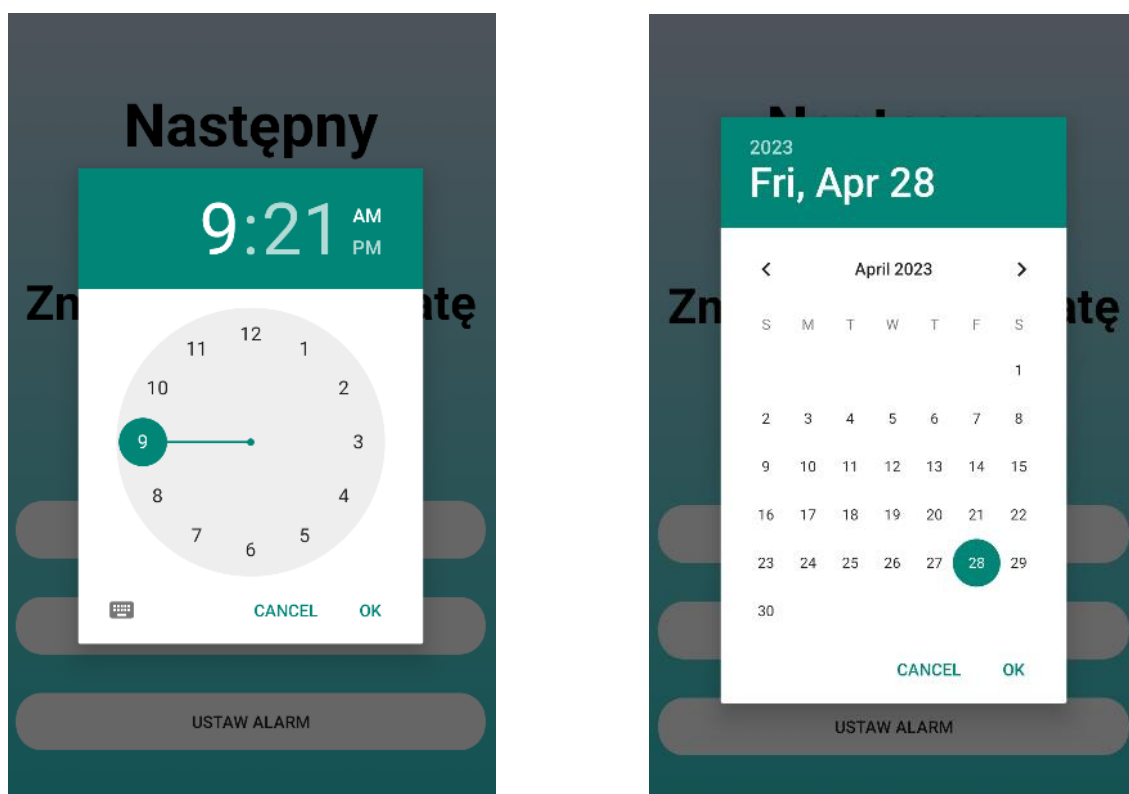 Następny
9:21 AM
PM
Zn
atę
12
11 1
10 2
9 3
8 4
7 5
6
CANCEL OK
USTAW ALARM
2023
Fri, Apr 28
April 2023
Zn
atę
S M T W T F S
1
2 3 4 5 6 7 8
9 10 11 12 13 14 15
16 17 18 19 20 21 22
23 24 25 26 27 28 29
30
CANCEL OK
USTAW ALARM